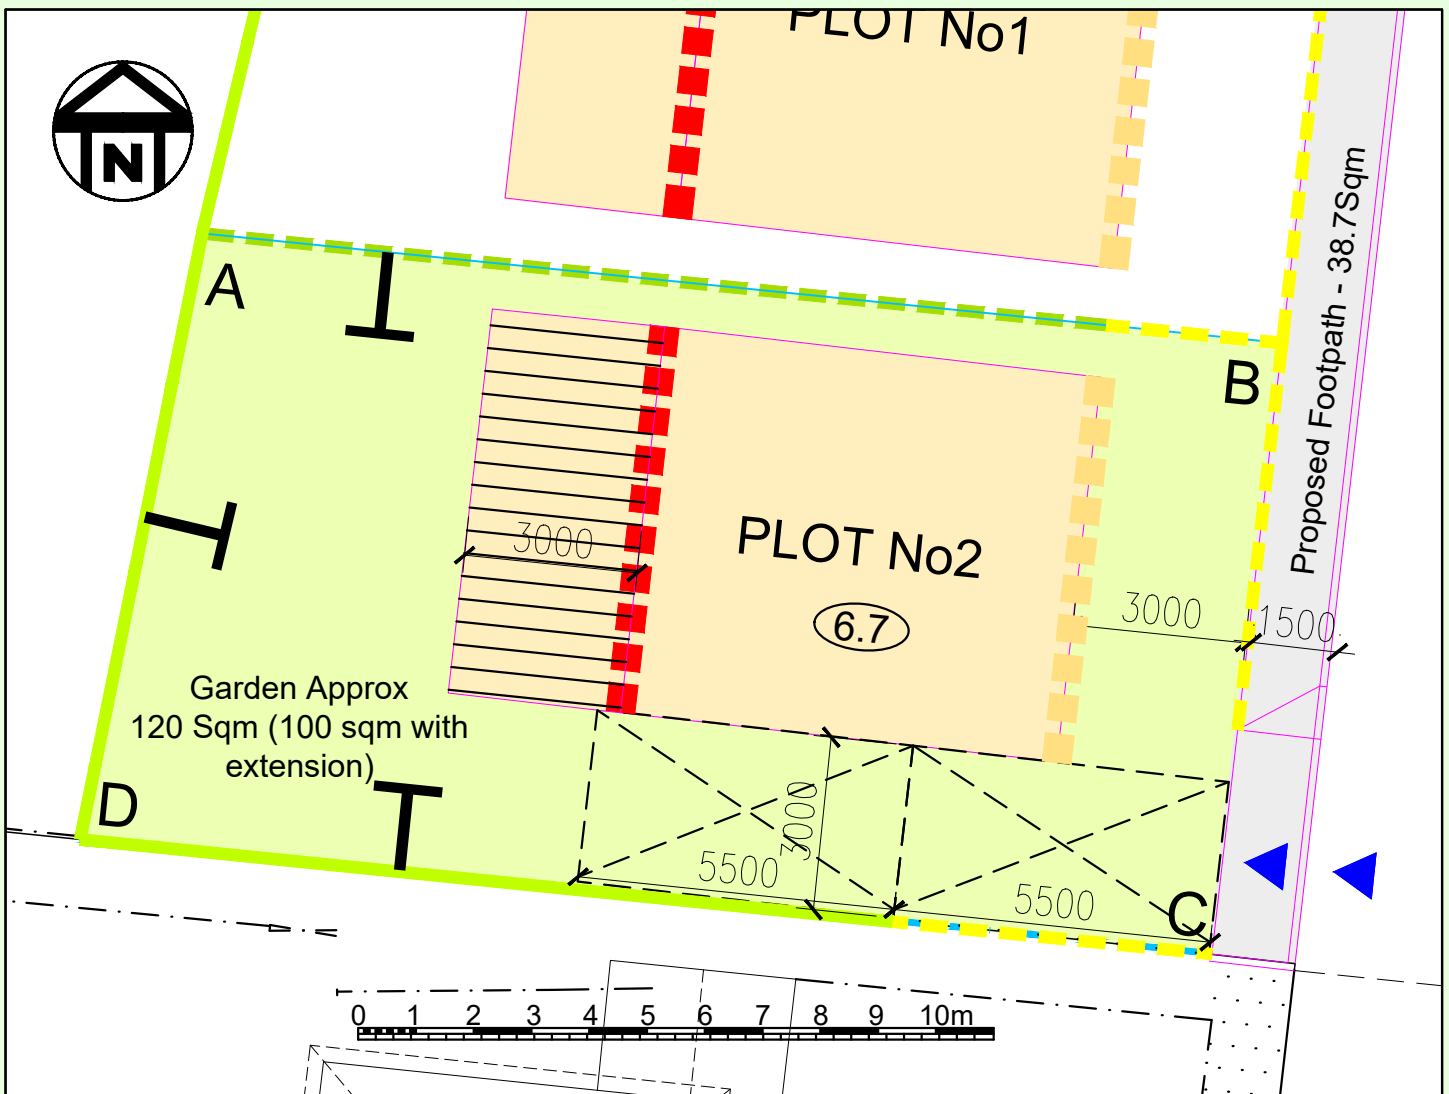 PLOT No1
N
Proposed Footpath - 38.7Sqm
A
B
3000
PLOT No2
6.7
3000
1500
Garden Approx
120 Sqm (100 sqm with
extension)
D
3000
5500
5500
C
0 1 2 3 4 5 6 7 8 9 10m